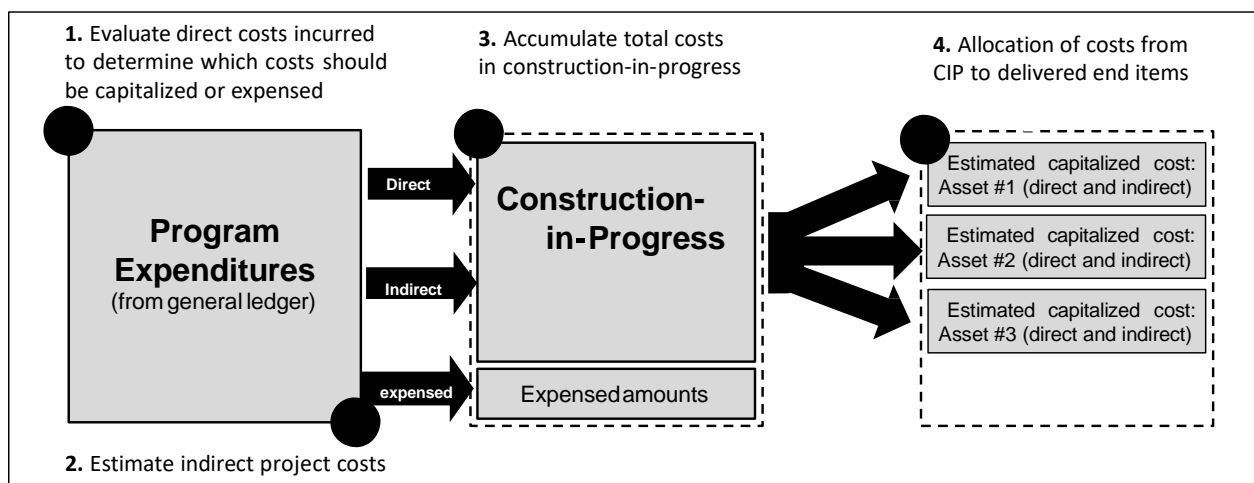 1. Evaluate direct costs incurred
to determine which costs should
be capitalized or expensed
3. Accumulate total costs
in construction-in-progress
4. Allocation of costs from
CIP to delivered end items
Program
Expenditures
(from general ledger)
Direct
Indirect
expensed
Construction-
in-Progress
Expensed amounts
Estimated capitalized cost:
Asset #1 (direct and indirect)
Estimated capitalized cost:
Asset #2 (direct and indirect)
Estimated capitalized cost:
Asset #3 (direct and indirect)
2. Estimate indirect project costs